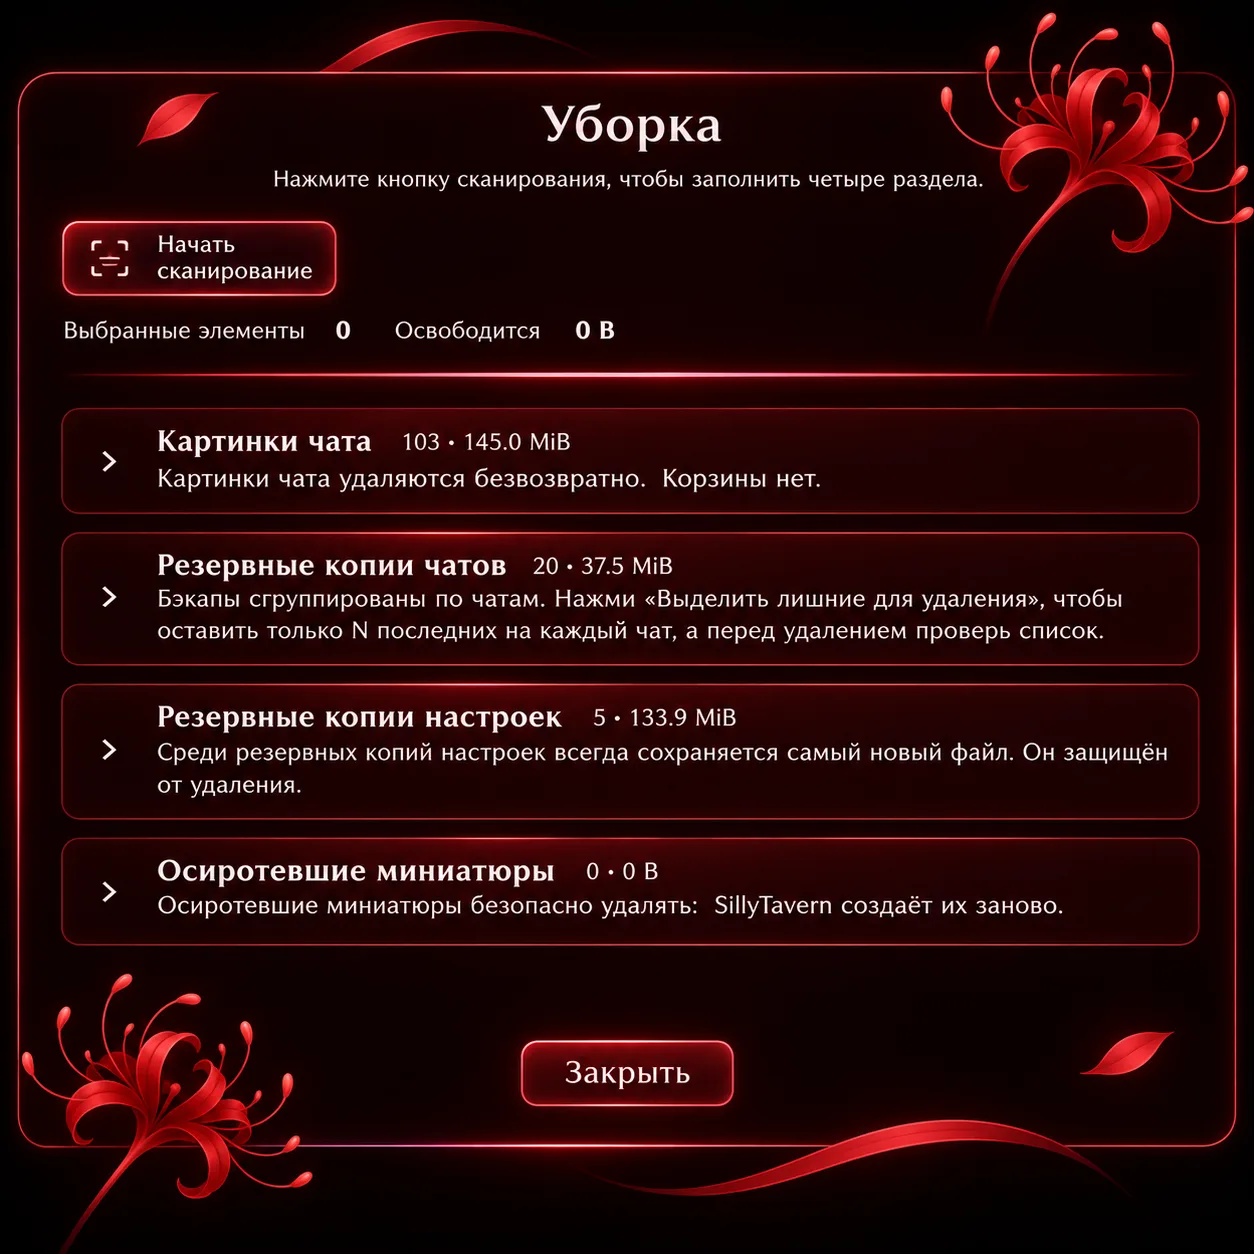 Уборка
Нажмите кнопку сканирования, чтобы заполнить четыре раздела.
Начать
сканирование
Выбранные элементы 0 Освободится 0 B
Картинки чата 103 • 145.0 MiB
Картинки чата удаляются безвозвратно. Корзины нет.
Резервные копии чатов 20 • 37.5 MiB
Бэкапы сгруппированы по чатам. Нажми «Выделить лишние для удаления», чтобы
оставить только N последних на каждый чат, а перед удалением проверь список.
Резервные копии настроек 5 • 133.9 MiB
Среди резервных копий настроек всегда сохраняется самый новый файл. Он защищён
от удаления.
Осиротевшие миниатюры 0 • 0 B
Осиротевшие миниатюры безопасно удалять: SillyTavern создаёт их заново.
Закрыть